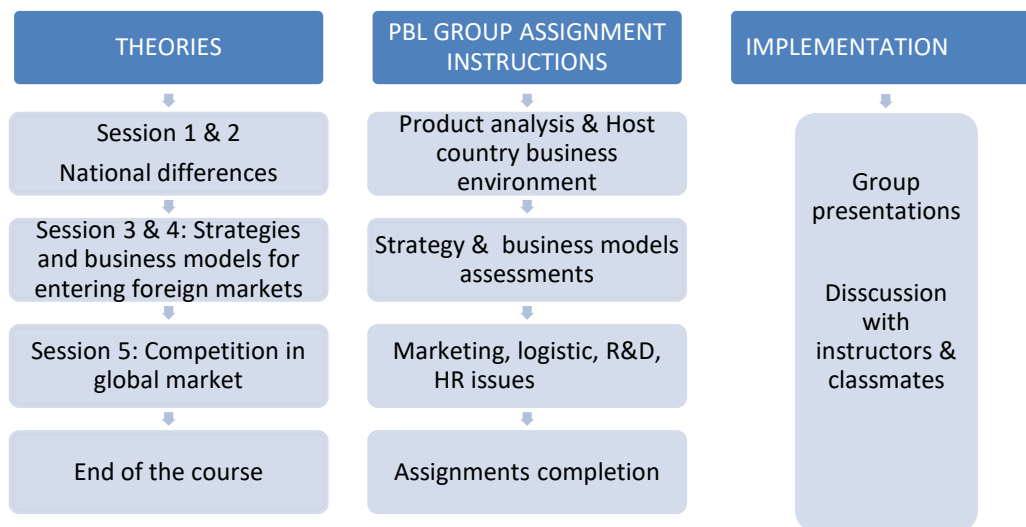 THEORIES
Session 1 & 2
National differences
Session 3 & 4: Strategies
and business models for
entering foreign markets
Session 5: Competition in
global market
End of the course
PBL GROUP ASSIGNMENT
INSTRUCTIONS
Product analysis & Host
country business
environment
Strategy & business models
assessments
Marketing, logistic, R&D,
HR issues
Assignments completion
IMPLEMENTATION
Group
presentations
Disscussion
with
instructors &
classmates